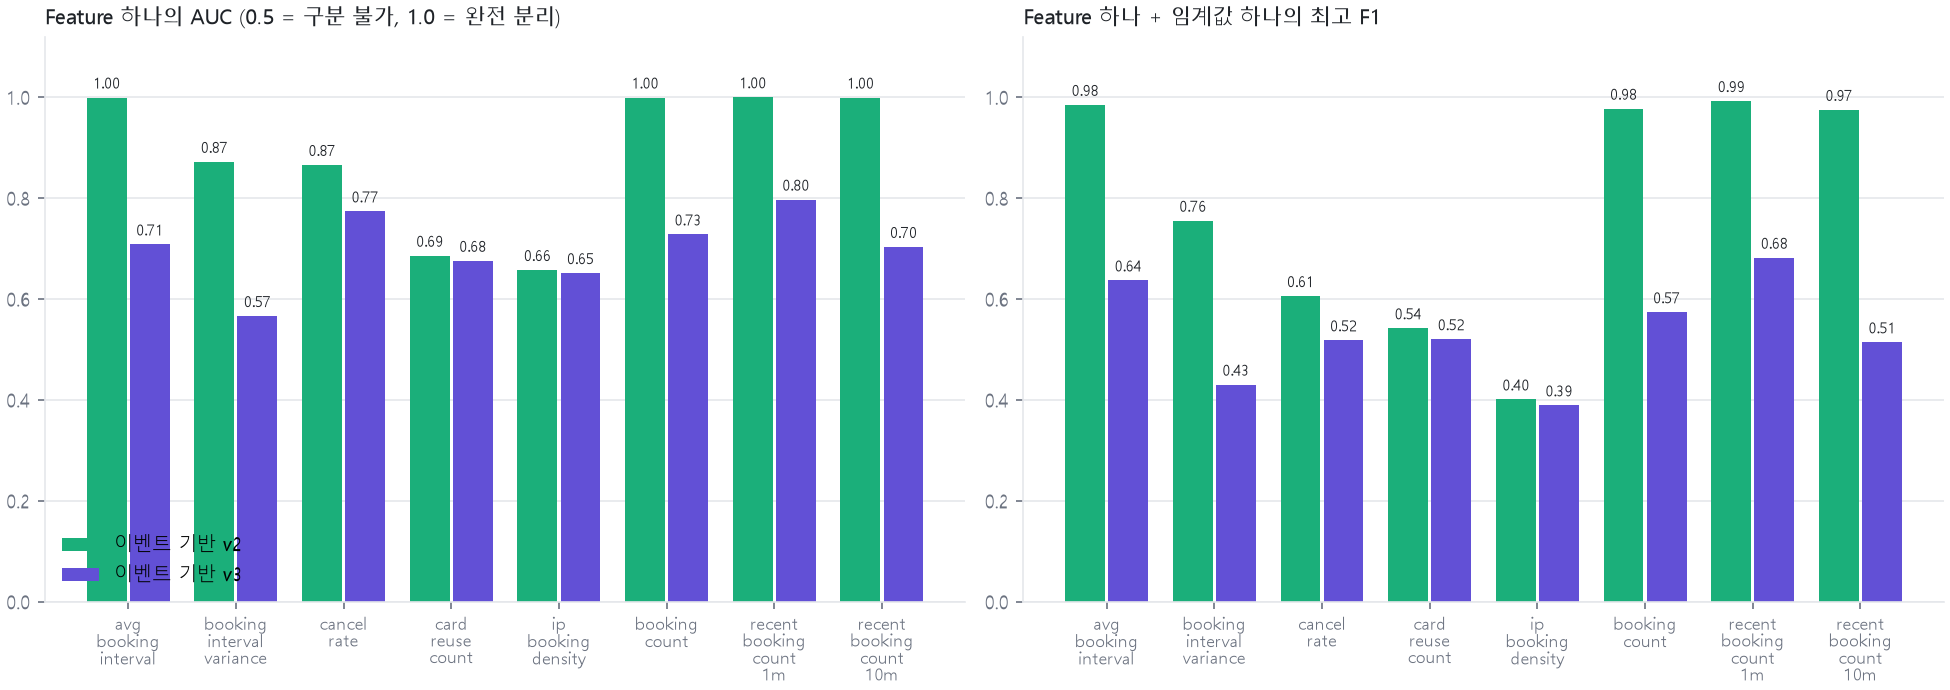 Feature 하나의 AUC (0.5 = 구분 불가, 1.0 = 완전 분리)
1.0
0.8
0.6
0.4
0.2
0.0
1.00
0.71
0.87
0.57
0.87
0.77
0.69
0.68
0.66
0.65
1.00
0.73
1.00
0.80
1.00
0.70
이벤트 기반 v2
이벤트 기반 v3
avg
booking
interval
booking
interval
variance
cancel
rate
card
reuse
count
ip
booking
density
booking
count
recent
booking
count
1m
recent
booking
count
10m
Feature 하나 + 임계값 하나의 최고 F1
1.0
0.8
0.6
0.4
0.2
0.0
0.98
0.64
0.76
0.43
0.61
0.52
0.54
0.52
0.40
0.39
0.98
0.57
0.99
0.68
0.97
0.51
avg
booking
interval
booking
interval
variance
cancel
rate
card
reuse
count
ip
booking
density
booking
count
recent
booking
count
1m
recent
booking
count
10m